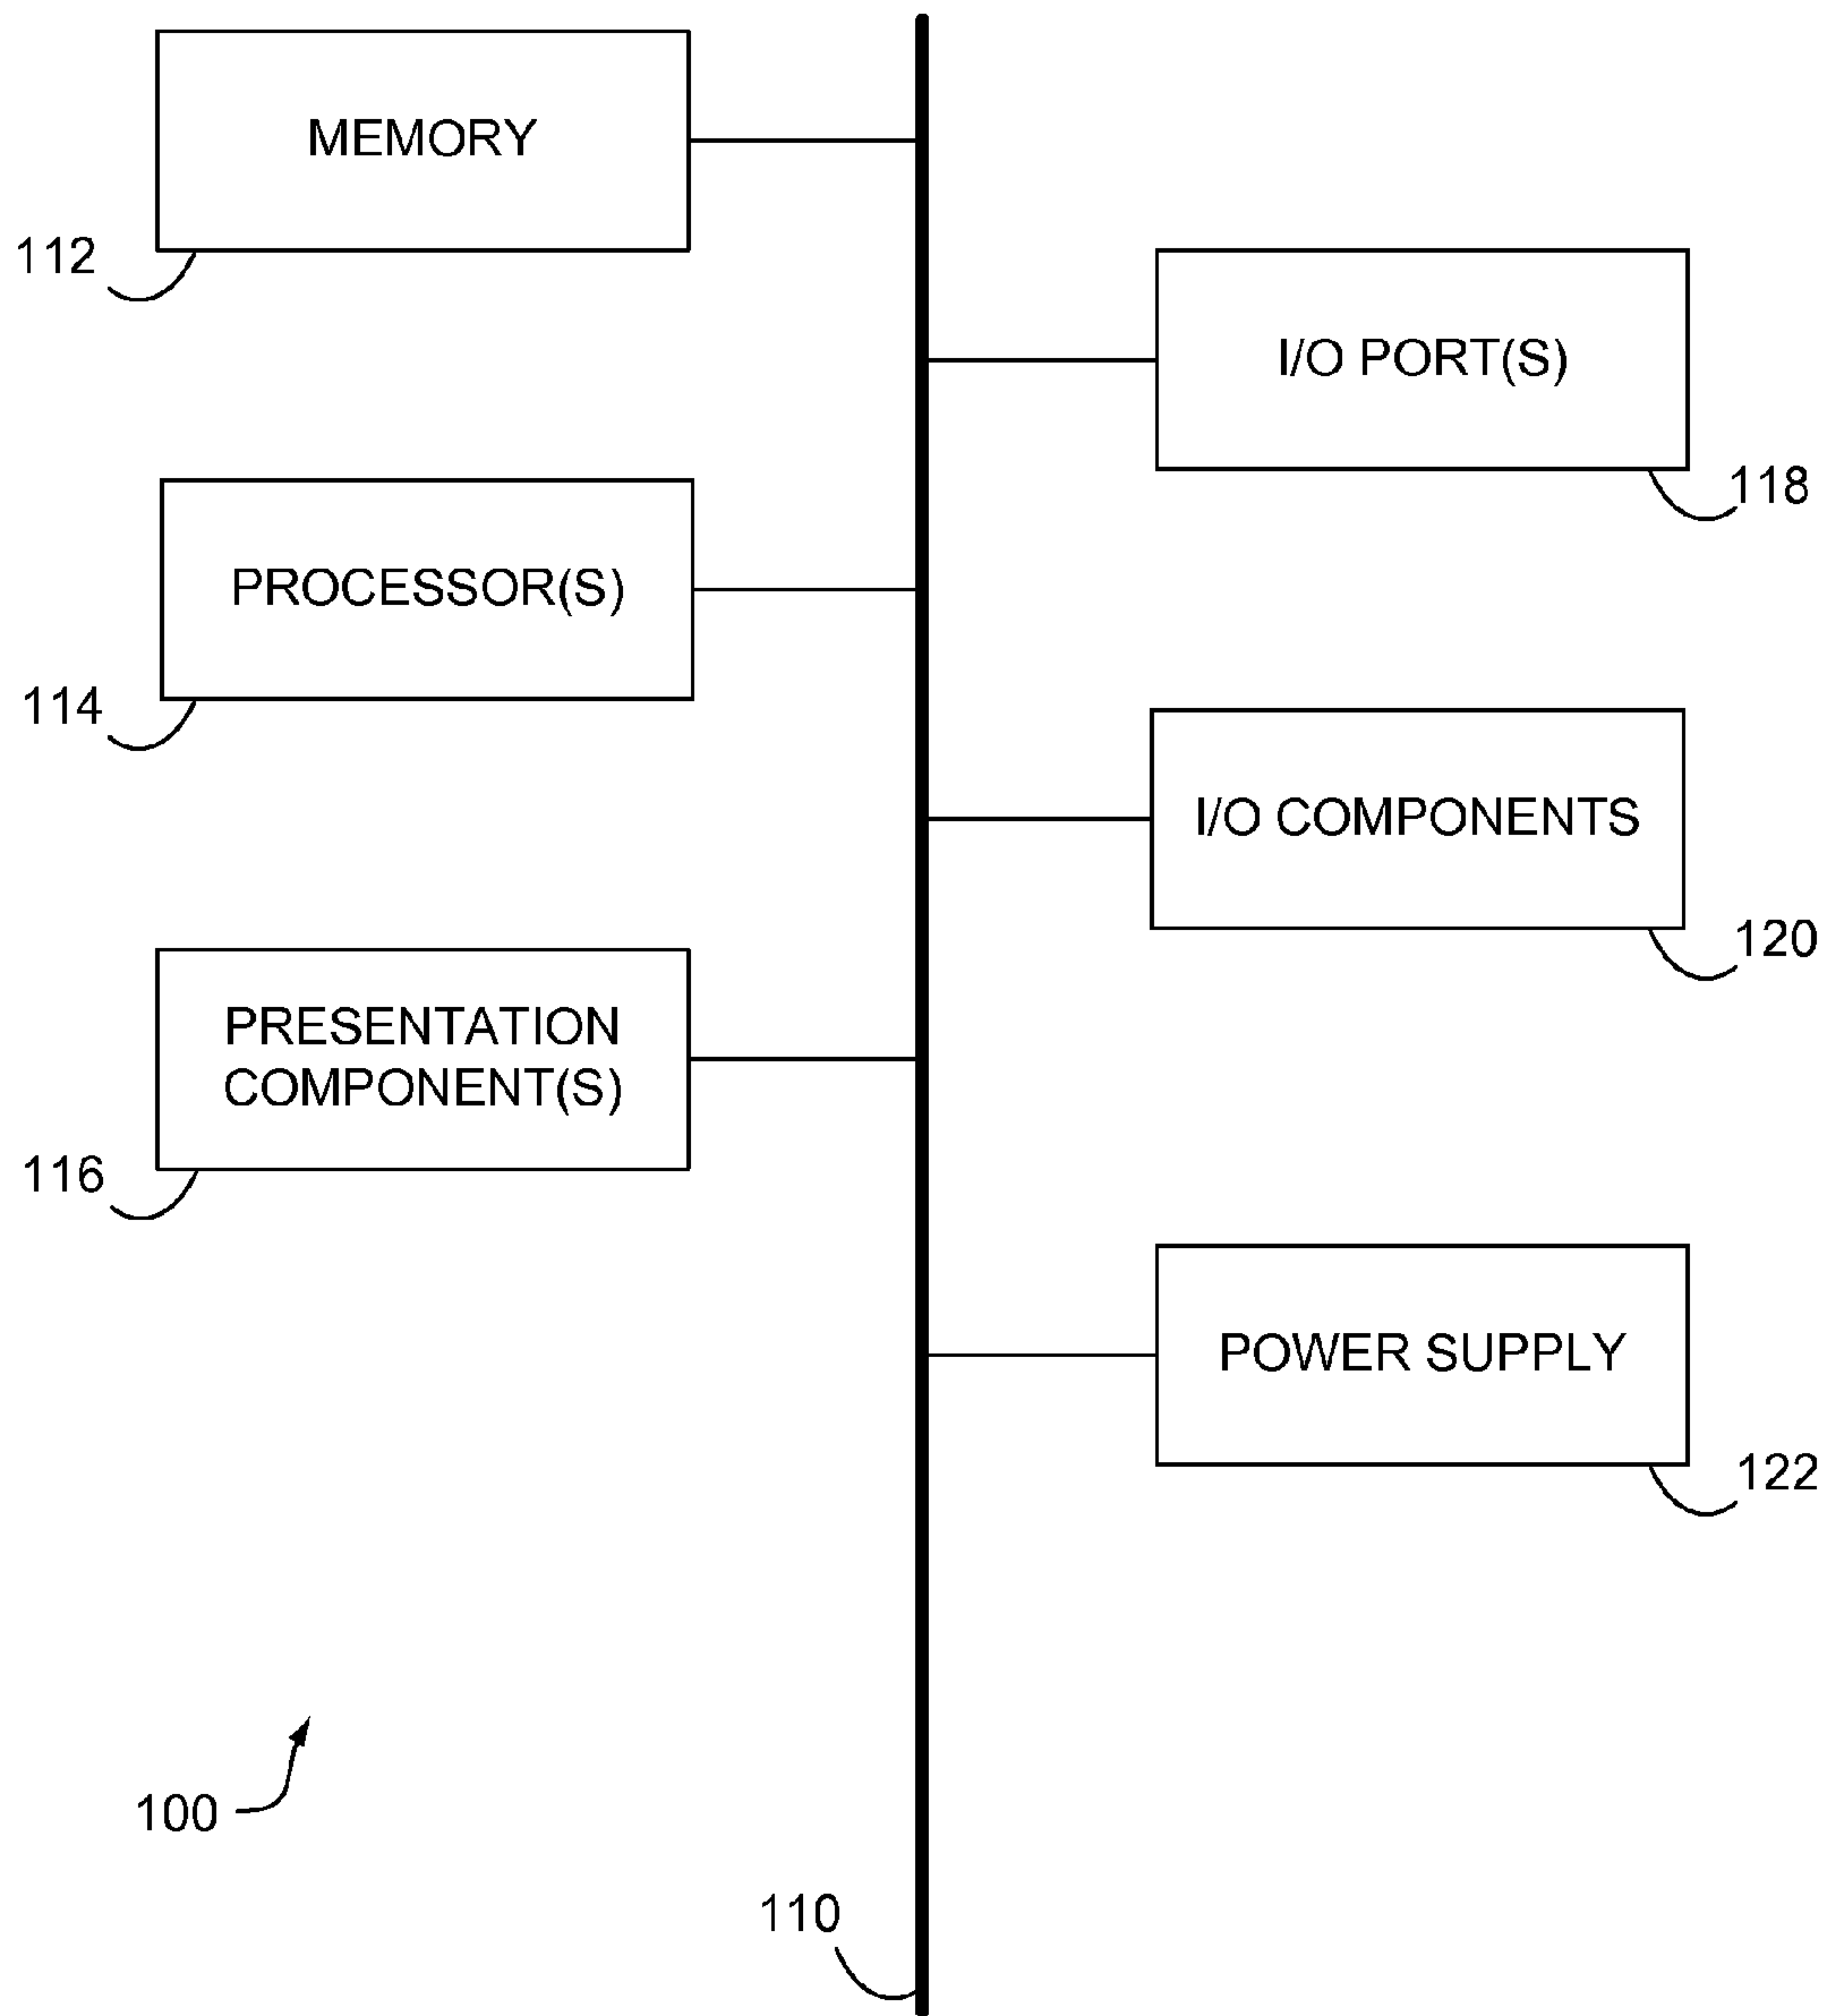 MEMORY
112
I/O PORT(S)
118
PROCESSOR(S)
114
I/O COMPONENTS
120
PRESENTATION
COMPONENT(S)
116
POWER SUPPLY
122
100
110